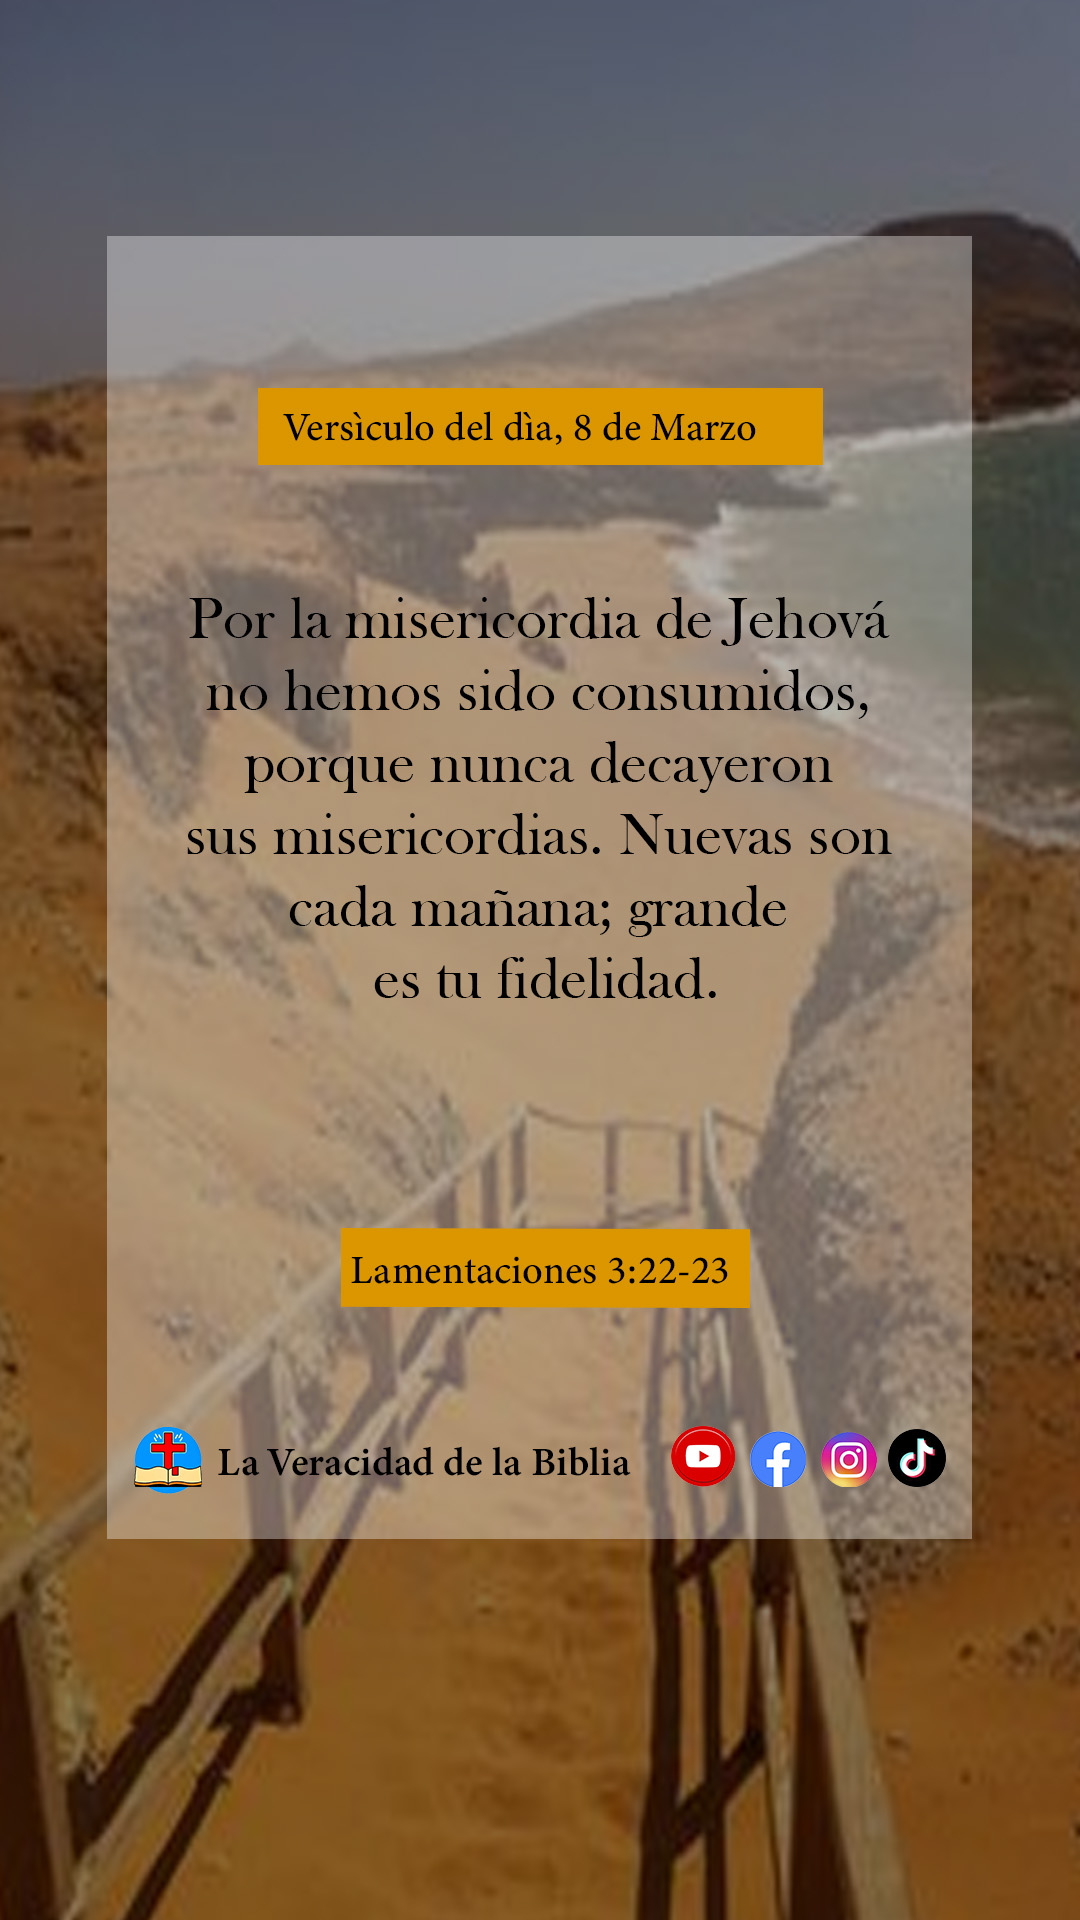 Versìculo del dìa, 8 de Marzo
Por la misericordia de Jehová
no hemos sido consumidos,
porque nunca decayeron
sus misericordias. Nuevas son
cada mañana; grande
es tu fidelidad.
Lamentaciones 3:22-23
La Veracidad de la Biblia